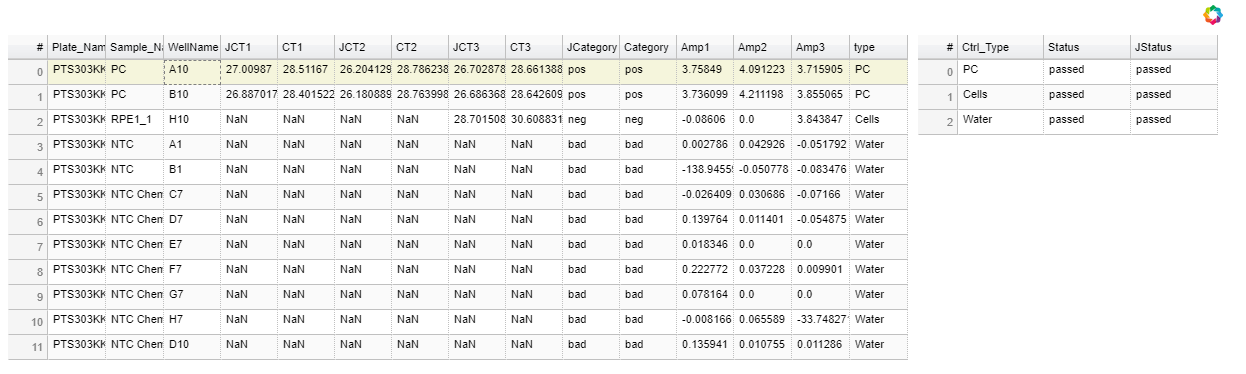 # Plate_Nam Sample_Na WellName JCT1 CT1 JCT2 CT2 JCT3 CT3 JCategory Category Amp1 Amp2 Amp3 type
0 PTS303KK PC A10 27.00987 28.51167 26.204129 28.786238 26.702878 28.661388 pos pos 3.75849 4.091223 3.715905 PC
1 PTS303KK PC B10 26.887017 28.401522 26.180889 28.763998 26.686368 28.642609 pos pos 3.736099 4.211198 3.855065 PC
2 PTS303KK RPE1_1 H10 NaN NaN NaN NaN 28.701508 30.608831 neg neg -0.08606 0.0 3.843847 Cells
3 PTS303KK NTC A1 NaN NaN NaN NaN NaN NaN bad bad 0.002786 0.042926 -0.051792 Water
4 PTS303KK NTC B1 NaN NaN NaN NaN NaN NaN bad bad -138.9455 -0.050778 -0.083476 Water
5 PTS303KK NTC Chem C7 NaN NaN NaN NaN NaN NaN bad bad -0.026409 0.030686 -0.07166 Water
6 PTS303KK NTC Chem D7 NaN NaN NaN NaN NaN NaN bad bad 0.139764 0.011401 -0.054875 Water
7 PTS303KK NTC Chem E7 NaN NaN NaN NaN NaN NaN bad bad 0.018346 0.0 0.0 Water
8 PTS303KK NTC Chem F7 NaN NaN NaN NaN NaN NaN bad bad 0.222772 0.037228 0.009901 Water
9 PTS303KK NTC Chem G7 NaN NaN NaN NaN NaN NaN bad bad 0.078164 0.0 0.0 Water
10 PTS303KK NTC Chem H7 NaN NaN NaN NaN NaN NaN bad bad -0.008166 0.065589 -33.74827 Water
11 PTS303KK NTC Chem D10 NaN NaN NaN NaN NaN NaN bad bad 0.135941 0.010755 0.011286 Water
# Ctrl_Type Status JStatus
0 PC passed passed
1 Cells passed passed
2 Water passed passed